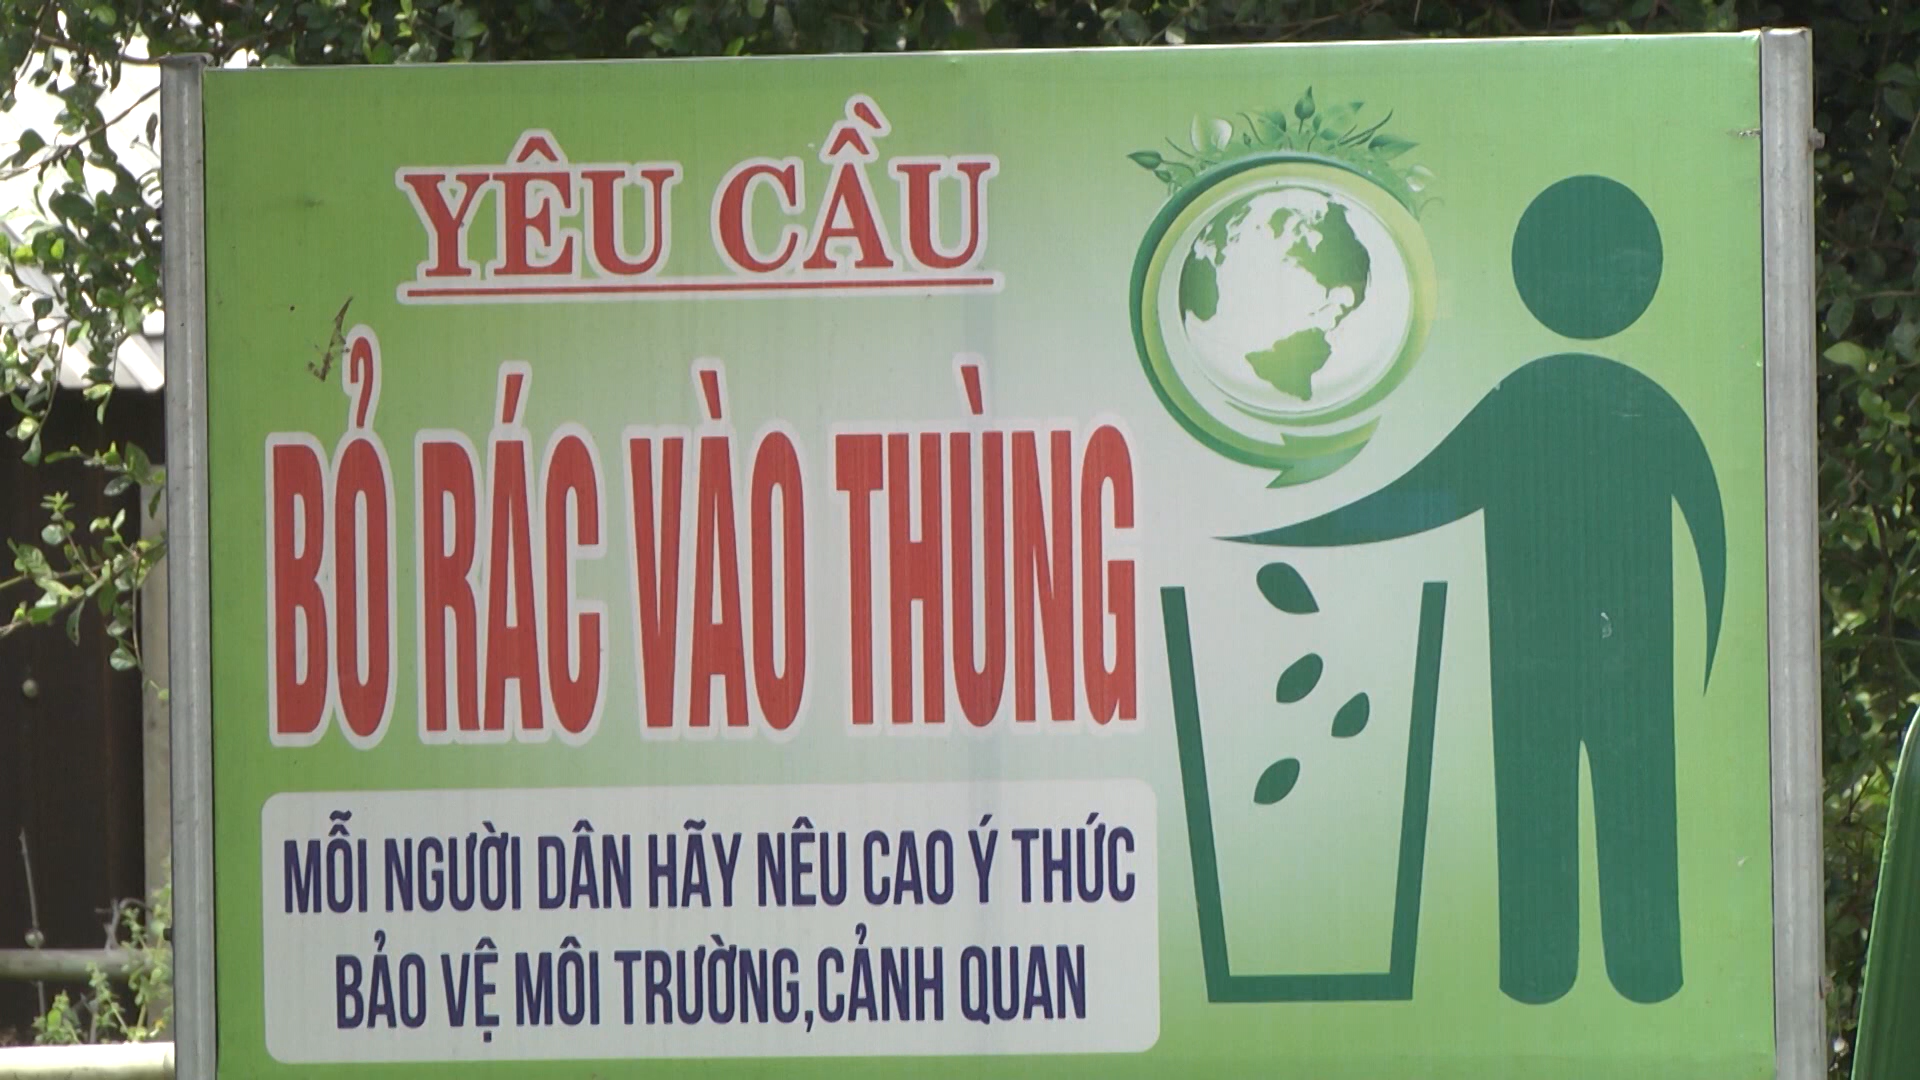 YÊU CẦU
BỎ RÁC VÀO THÙNG
MỖI NGƯỜI DÂN HÃY NÊU CAO Ý THỨC
BẢO VỆ MÔI TRƯỜNG,CẢNH QUAN